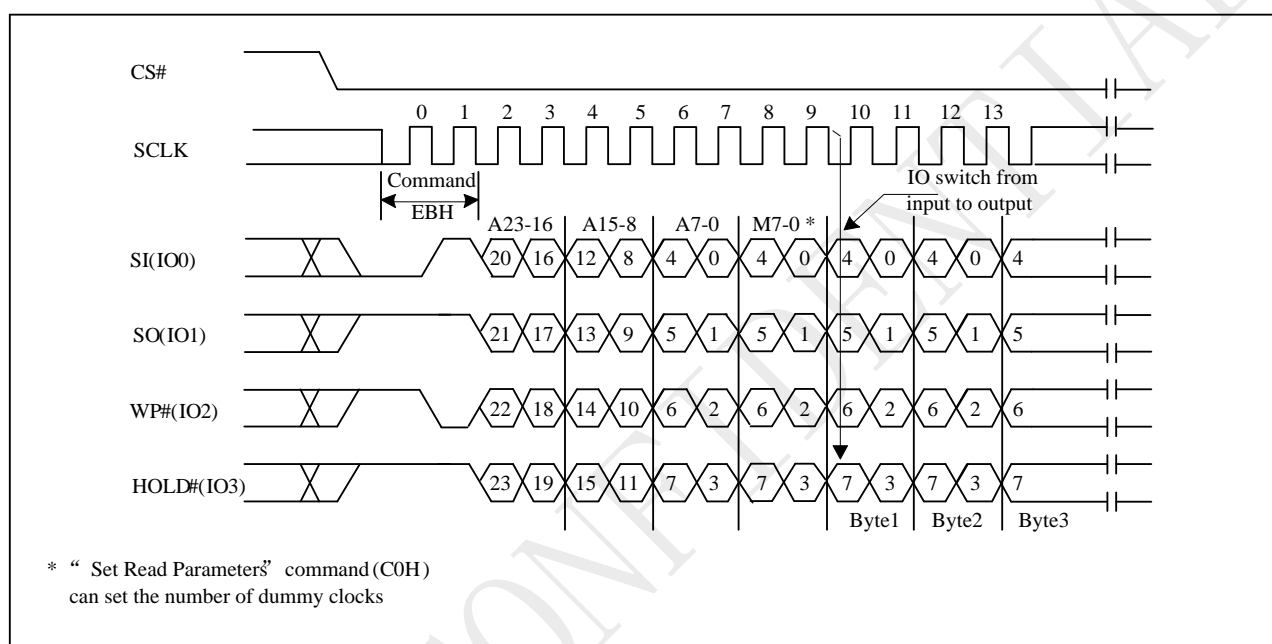 CS#
0 1 2 3 4 5 6 7 8 9 10 11 12 13
SCLK
Command
EBH
IO switch from
input to output
A23-16 A15-8 A7-0 M7-0 *
SI(IO0) 20 16 12 8 4 0 4 0 4 0 4 0 4
SO(IO1) 21 17 13 9 5 1 5 1 5 1 5 1 5
WP#(IO2) 22 18 14 10 6 2 6 2 6 2 6 2 6
HOLD#(IO3) 23 19 15 11 7 3 7 3 7 3 7 3 7
Byte1 Byte2 Byte3
* “ Set Read Parameters” command (C0H)
can set the number of dummy clocks